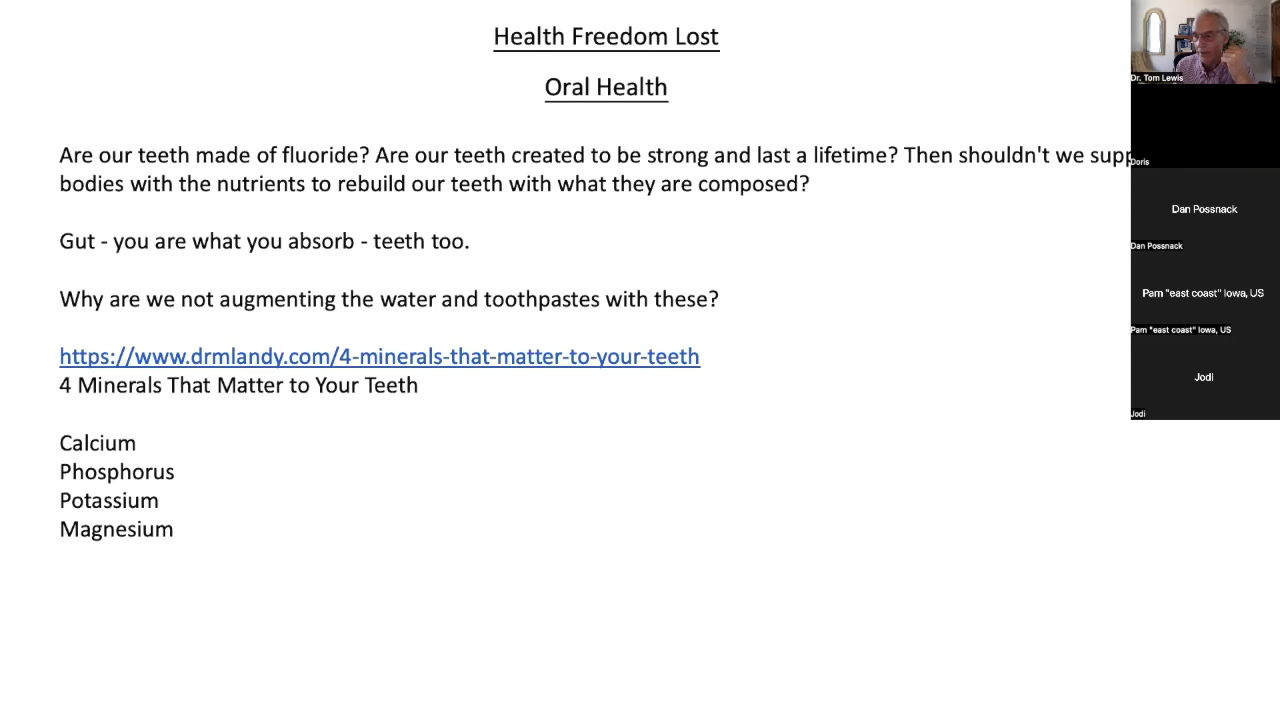 Health Freedom Lost
Oral Health
Are our teeth made of fluoride? Are our teeth created to be strong and last a lifetime? Then shouldn't we supp
bodies with the nutrients to rebuild our teeth with what they are composed?
Gut - you are what you absorb - teeth too.
Why are we not augmenting the water and toothpastes with these?
https://www.drmlandy.com/4-minerals-that-matter-to-your-teeth
4 Minerals That Matter to Your Teeth
Calcium
Phosphorus
Potassium
Magnesium
Dr. Tom Lewis
Doris
Dan Possnack
Dan Possnack
Pam "east coast" Iowa, US
Pam "east coast" Iowa, US
Jodi
Jodi